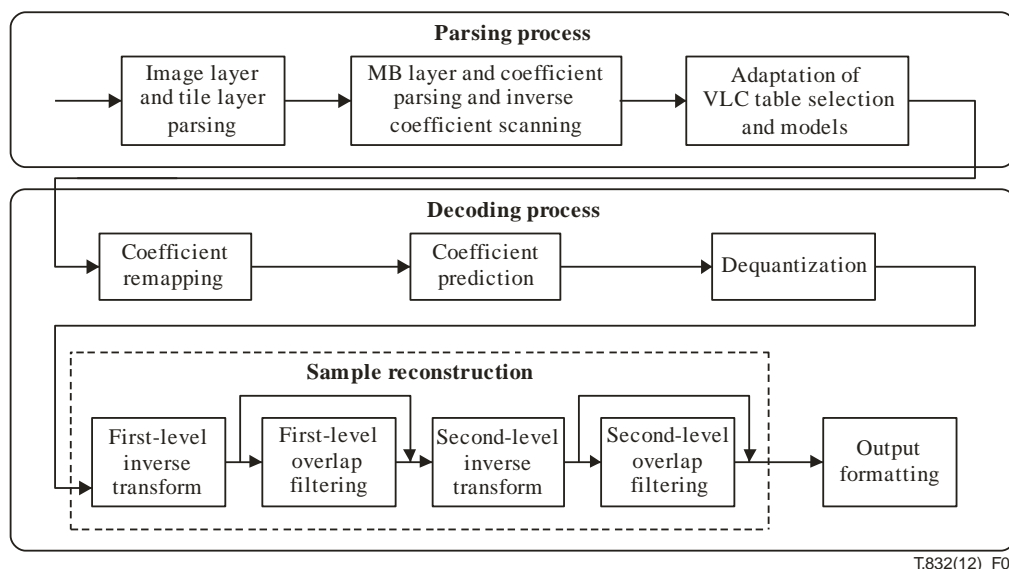 Parsing process
Image layer
and tile layer
parsing
MB layer and coefficient
parsing and inverse
coefficient scanning
Adaptation of
VLC table selection
and models
Decoding process
Coefficient
remapping
Coefficient
prediction
Dequantization
Sample reconstruction
First-level
inverse
transform
First-level
overlap
filtering
Second-level
inverse
transform
Second-level
overlap
filtering
Output
formatting
T.832(12)_F0